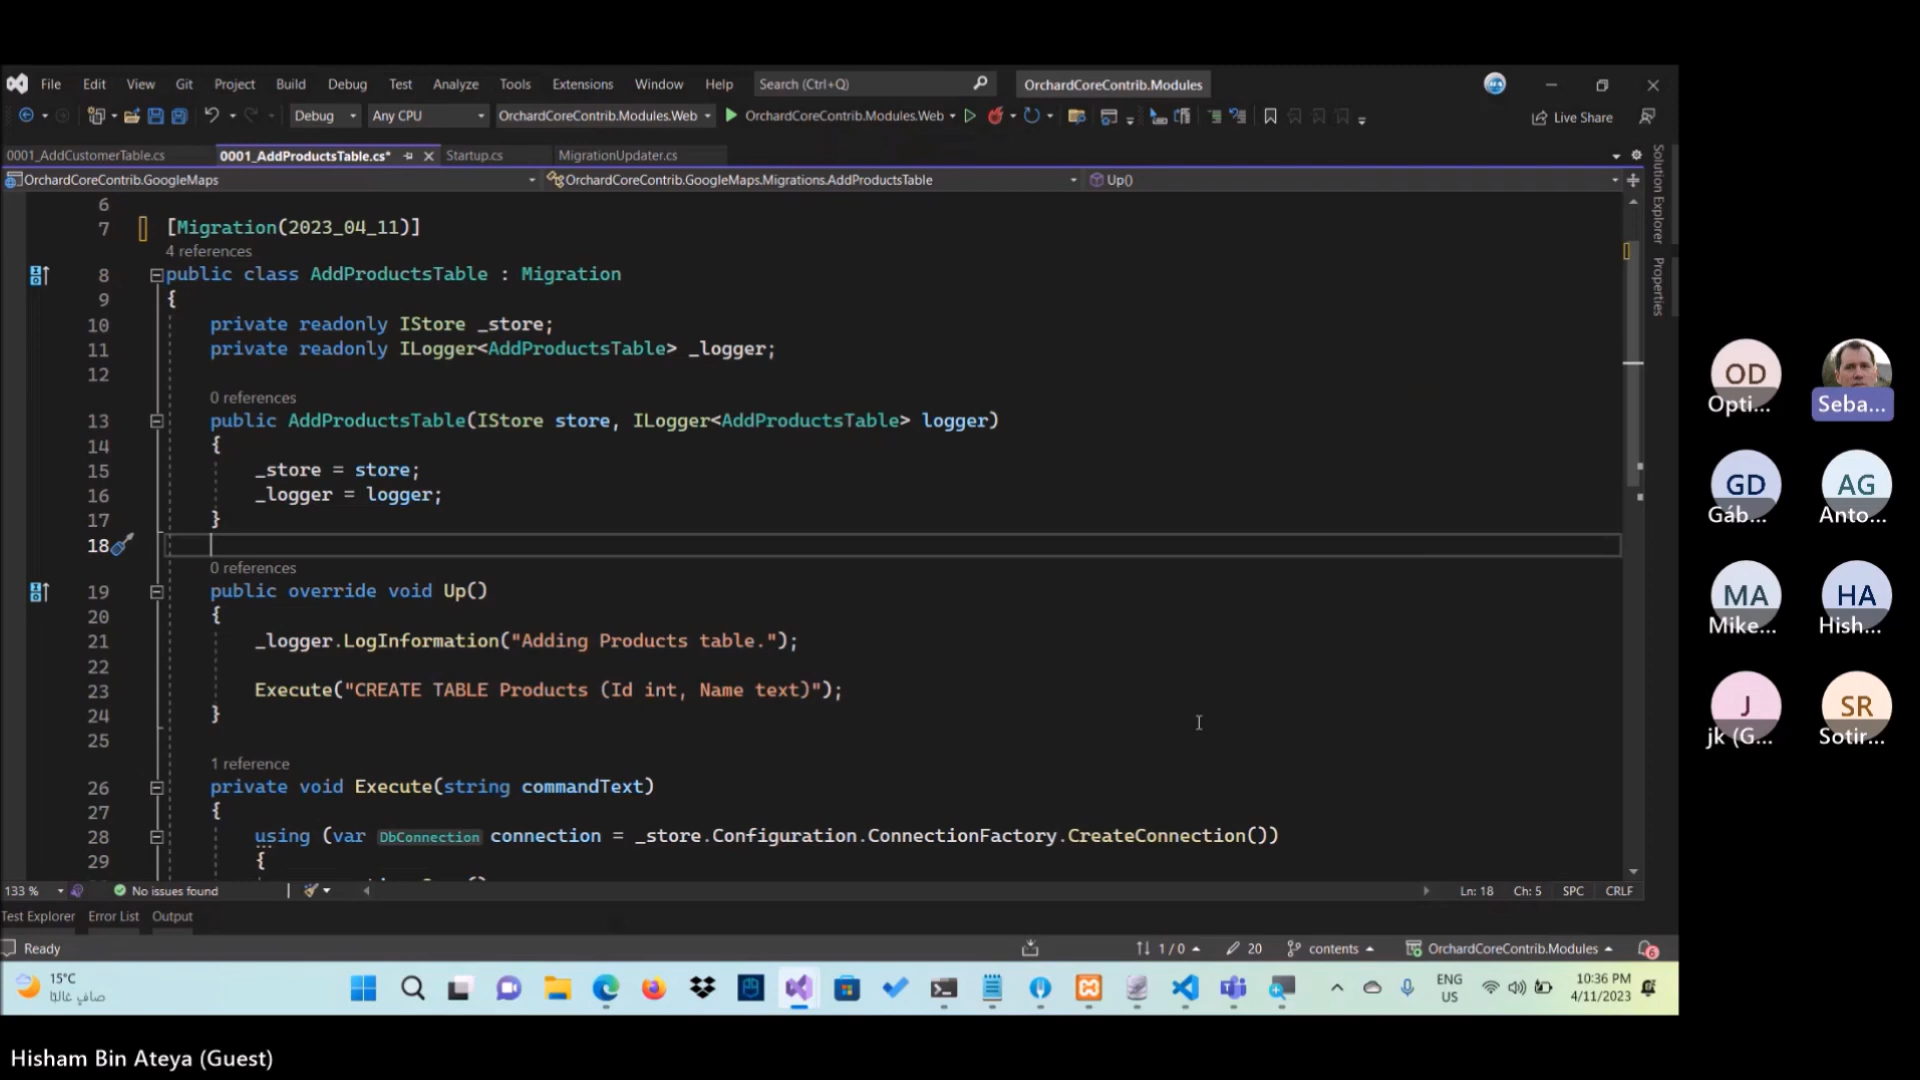 File Edit View Git Project Build Debug Test Analyze Tools Extensions Window Help Search (Ctrl+Q) OrchardCoreContrib.Modules
Debug Any CPU OrchardCoreContrib.Modules.Web OrchardCoreContrib.Modules.Web Live Share
0001_AddCustomerTable.cs 0001_AddProductsTable.cs* Startup.cs MigrationUpdater.cs
OrchardCoreContrib.GoogleMaps OrchardCoreContrib.GoogleMaps.Migrations.AddProductsTable Up()
Solution Explorer
Properties
6
7 [Migration(2023_04_11)]
4 references
8 public class AddProductsTable : Migration
9 {
10 private readonly IStore _store;
11 private readonly ILogger<AddProductsTable> _logger;
12
0 references
13 public AddProductsTable(IStore store, ILogger<AddProductsTable> logger)
14 {
15 _store = store;
16 _logger = logger;
17 }
18
0 references
19 public override void Up()
20 {
21 _logger.LogInformation("Adding Products table.");
22
23 Execute("CREATE TABLE Products (Id int, Name text)");
24 }
25
1 reference
26 private void Execute(string commandText)
27 {
28 using (var DbConnection connection = _store.Configuration.ConnectionFactory.CreateConnection())
29 {
133 % No issues found Ln: 18 Ch: 5 SPC CRLF
Test Explorer Error List Output
Ready 1 / 0 20 contents OrchardCoreContrib.Modules 6
15°C
صافٍ غالبًا
ENG
US
10:36 PM
4/11/2023
OD
Opti...
Seba...
GD
Gáb...
AG
Anto...
MA
Mike...
HA
Hish...
J
jk (G...
SR
Sotir...
Hisham Bin Ateya (Guest)